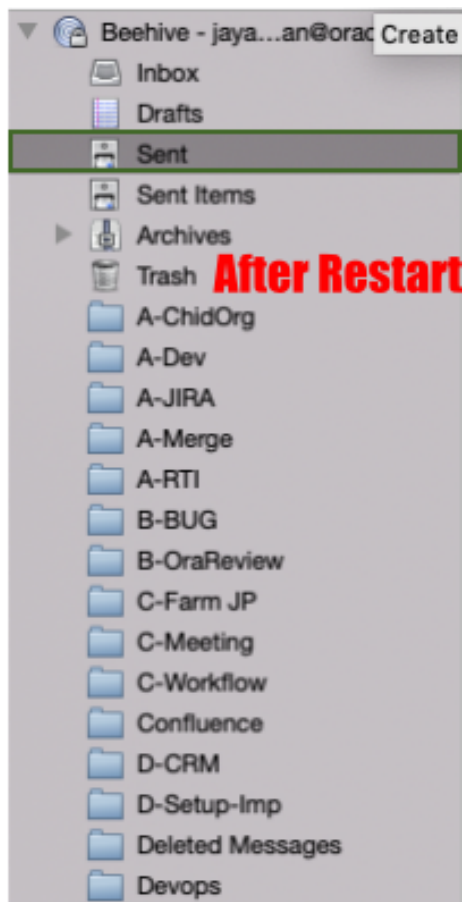 Beehive - jaya...an@orac
Create
Inbox
Drafts
Sent
Sent Items
Archives
Trash
After Restart
A-ChidOrg
A-Dev
A-JIRA
A-Merge
A-RTI
B-BUG
B-OraReview
C-Farm JP
C-Meeting
C-Workflow
Confluence
D-CRM
D-Setup-Imp
Deleted Messages
Devops